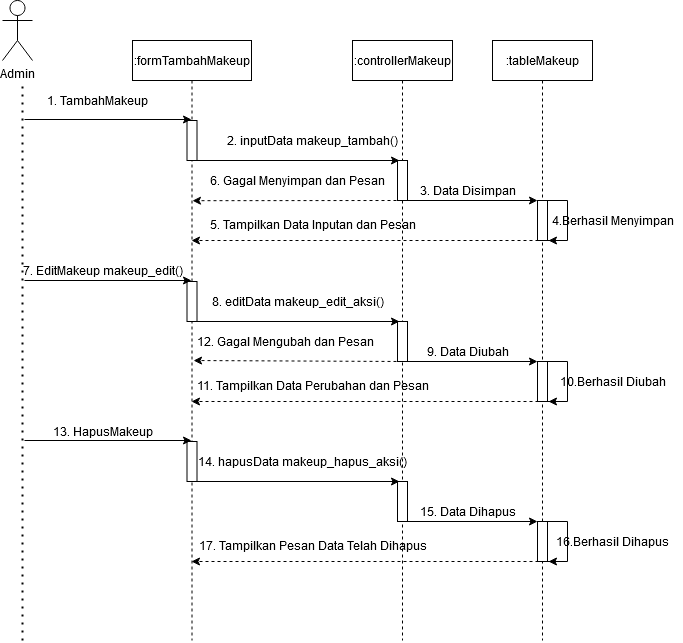 Admin
:formTambahMakeup
:controllerMakeup
:tableMakeup
1. TambahMakeup
2. inputData makeup_tambah()
6. Gagal Menyimpan dan Pesan
3. Data Disimpan
5. Tampilkan Data Inputan dan Pesan
4.Berhasil Menyimpan
7. EditMakeup makeup_edit()
8. editData makeup_edit_aksi()
12. Gagal Mengubah dan Pesan
9. Data Diubah
11. Tampilkan Data Perubahan dan Pesan
10.Berhasil Diubah
13. HapusMakeup
14. hapusData makeup_hapus_aksi()
15. Data Dihapus
17. Tampilkan Pesan Data Telah Dihapus
16.Berhasil Dihapus